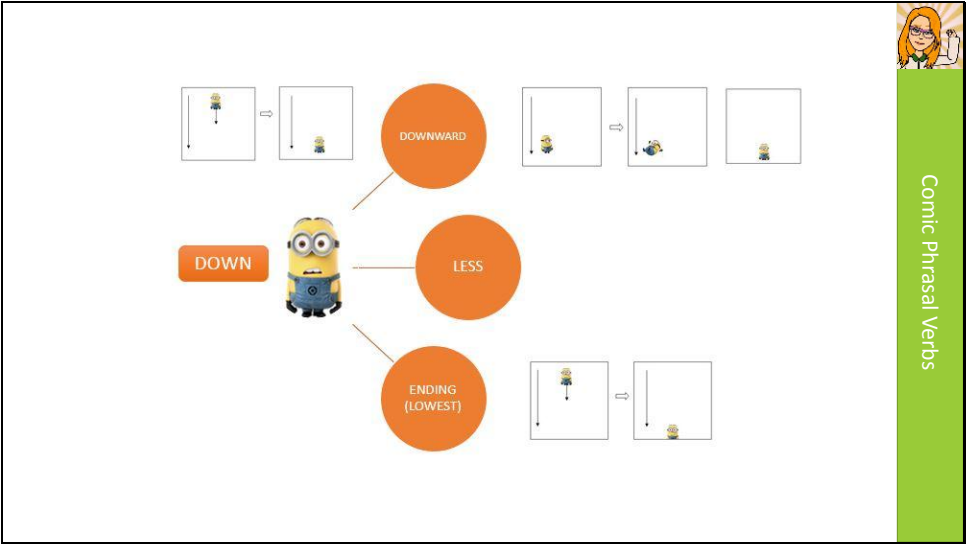 DOWNWARD
DOWN
LESS
ENDING
(LOWEST)
Comic Phrasal Verbs